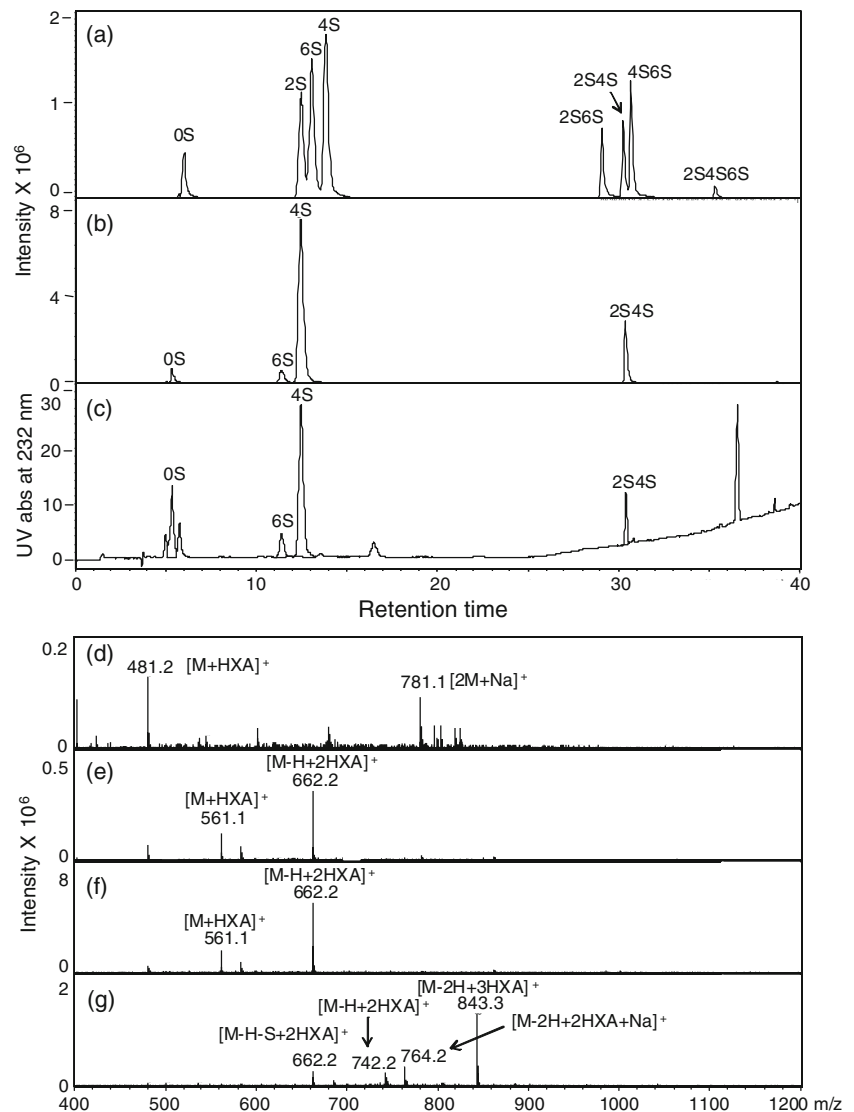 (a)
2
1
0
0S
2S
6S
4S
2S6S
2S4S
4S6S
2S4S6S
Intensity X 10⁶
(b)
8
4
0
0S
6S
4S
2S4S
UV abs at 232 nm
(c)
30
20
10
0
0S
6S
4S
2S4S
0 10 20 30 40
Retention time
(d)
0.2
0
481.2 [M+HXA]⁺
781.1 [2M+Na]⁺
Intensity X 10⁶
(e)
0.5
0
[M+HXA]⁺
561.1
[M-H+2HXA]⁺
662.2
(f)
8
0
[M+HXA]⁺
561.1
[M-H+2HXA]⁺
662.2
(g)
2
0
[M-H-S+2HXA]⁺
662.2
[M-H+2HXA]⁺
742.2
764.2
[M-2H+2HXA+Na]⁺
[M-2H+3HXA]⁺
843.3
400 500 600 700 800 900 1000 1100 1200 m/z